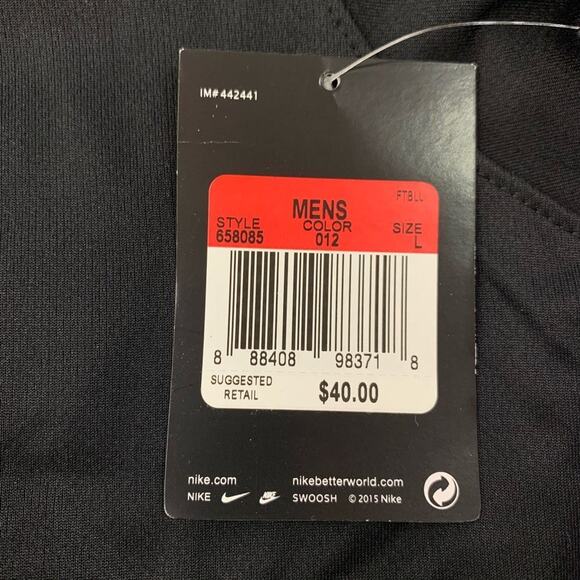 IM# 442441
MENS FTBLL
STYLE COLOR SIZE
658085 012 L
8 88408 98371 8
SUGGESTED
RETAIL $40.00
nike.com nikebetterworld.com
NIKE SWOOSH © 2015 Nike